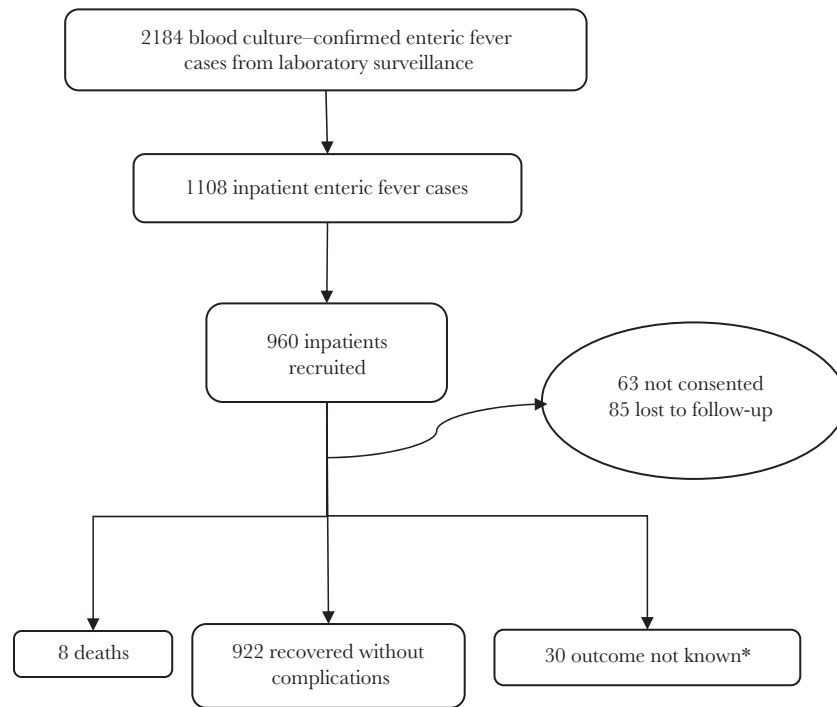 2184 blood culture–confirmed enteric fever
cases from laboratory surveillance
1108 inpatient enteric fever cases
960 inpatients
recruited
63 not consented
85 lost to follow-up
8 deaths
922 recovered without
complications
30 outcome not known*